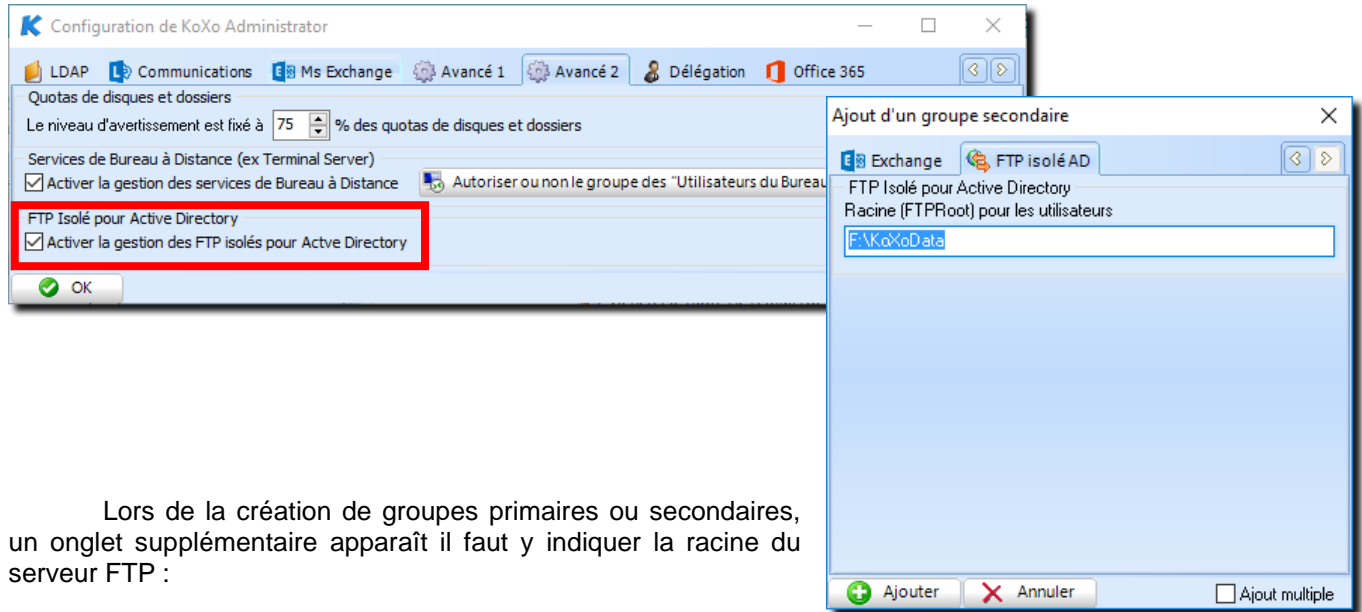 Configuration de KoXo Administrator
LDAP Communications Ms Exchange Avancé 1 Avancé 2 Délégation Office 365
Quotas de disques et dossiers
Le niveau d'avertissement est fixé à 75 % des quotas de disques et dossiers
Services de Bureau à Distance (ex Terminal Server)
Activer la gestion des services de Bureau à Distance Autoriser ou non le groupe des "Utilisateurs du Bureau
FTP Isolé pour Active Directory
Activer la gestion des FTP isolés pour Actve Directory
OK
Ajout d'un groupe secondaire
Exchange FTP isolé AD
FTP Isolé pour Active Directory
Racine (FTPRoot) pour les utilisateurs
F:\KoXoData
Ajouter Annuler Ajout multiple
Lors de la création de groupes primaires ou secondaires,
un onglet supplémentaire apparaît il faut y indiquer la racine du
serveur FTP :